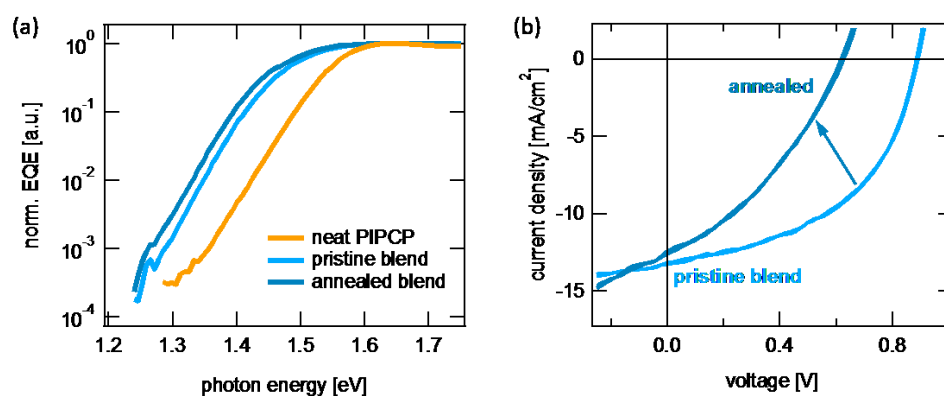 (a)
norm. EQE [a.u.]
10^0
10^-1
10^-2
10^-3
10^-4
neat PIPCP
pristine blend
annealed blend
1.2 1.3 1.4 1.5 1.6 1.7
photon energy [eV]
(b)
current density [mA/cm^2]
0
-5
-10
-15
annealed
pristine blend
0.0 0.4 0.8
voltage [V]